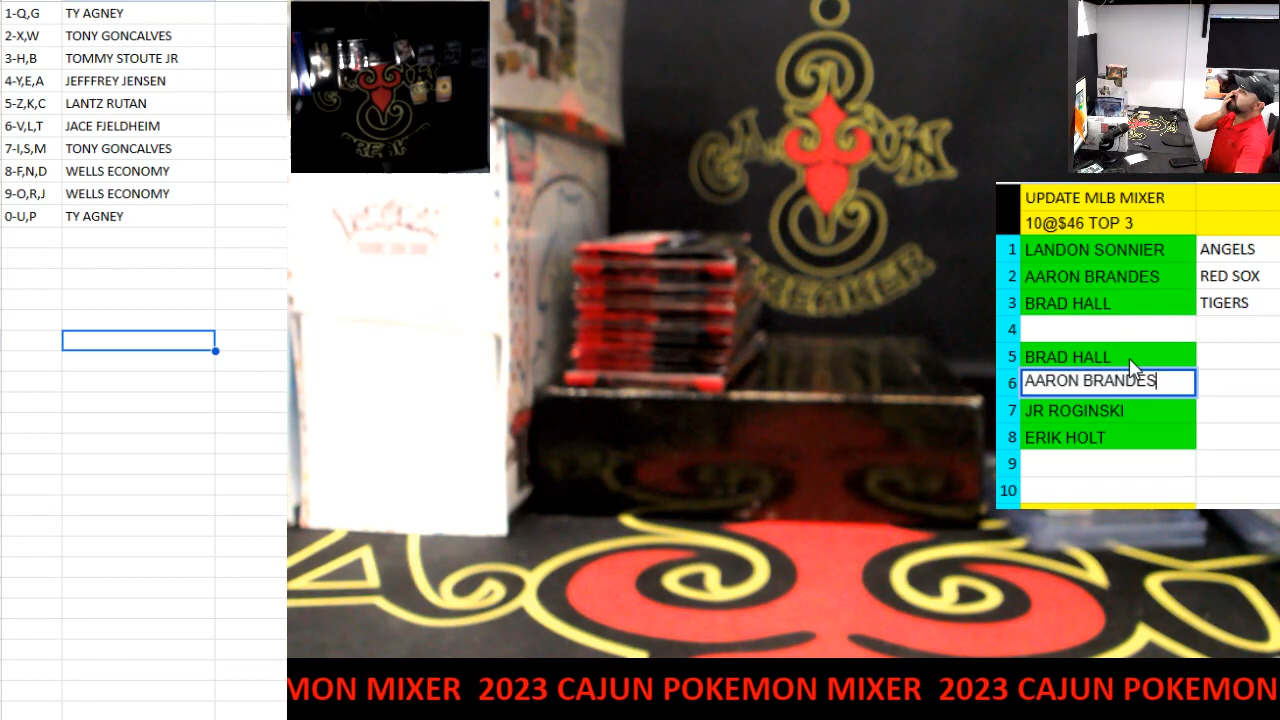 1-Q,G TY AGNEY
2-X,W TONY GONCALVES
3-H,B TOMMY STOUTE JR
4-Y,E,A JEFFFREY JENSEN
5-Z,K,C LANTZ RUTAN
6-V,L,T JACE FJELDHEIM
7-I,S,M TONY GONCALVES
8-F,N,D WELLS ECONOMY
9-O,R,J WELLS ECONOMY
0-U,P TY AGNEY
CAJUN
BREAKER
UPDATE MLB MIXER
10@$46 TOP 3
1 LANDON SONNIER ANGELS
2 AARON BRANDES RED SOX
3 BRAD HALL TIGERS
4
5 BRAD HALL
6 AARON BRANDES
7 JR ROGINSKI
8 ERIK HOLT
9
10
MON MIXER 2023 CAJUN POKEMON MIXER 2023 CAJUN POKEMON